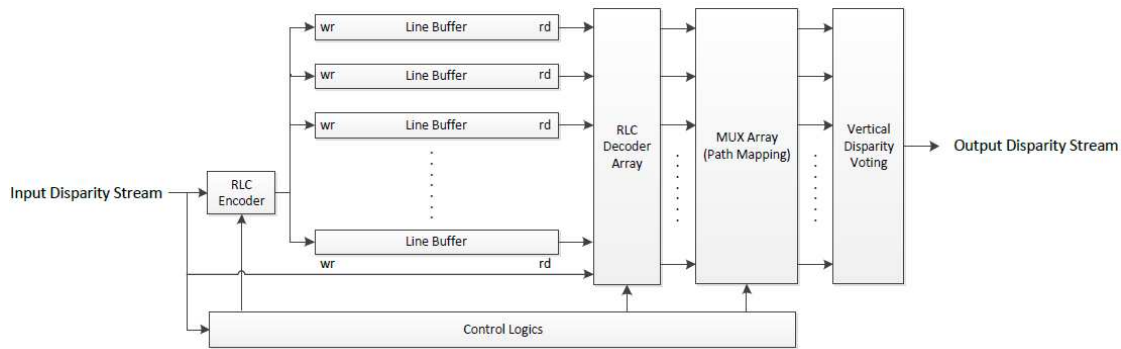 wr Line Buffer rd
wr Line Buffer rd
wr Line Buffer rd
RLC
Decoder
Array
MUX Array
(Path Mapping)
Vertical
Disparity
Voting
Output Disparity Stream
Input Disparity Stream
RLC
Encoder
Line Buffer
wr rd
Control Logics